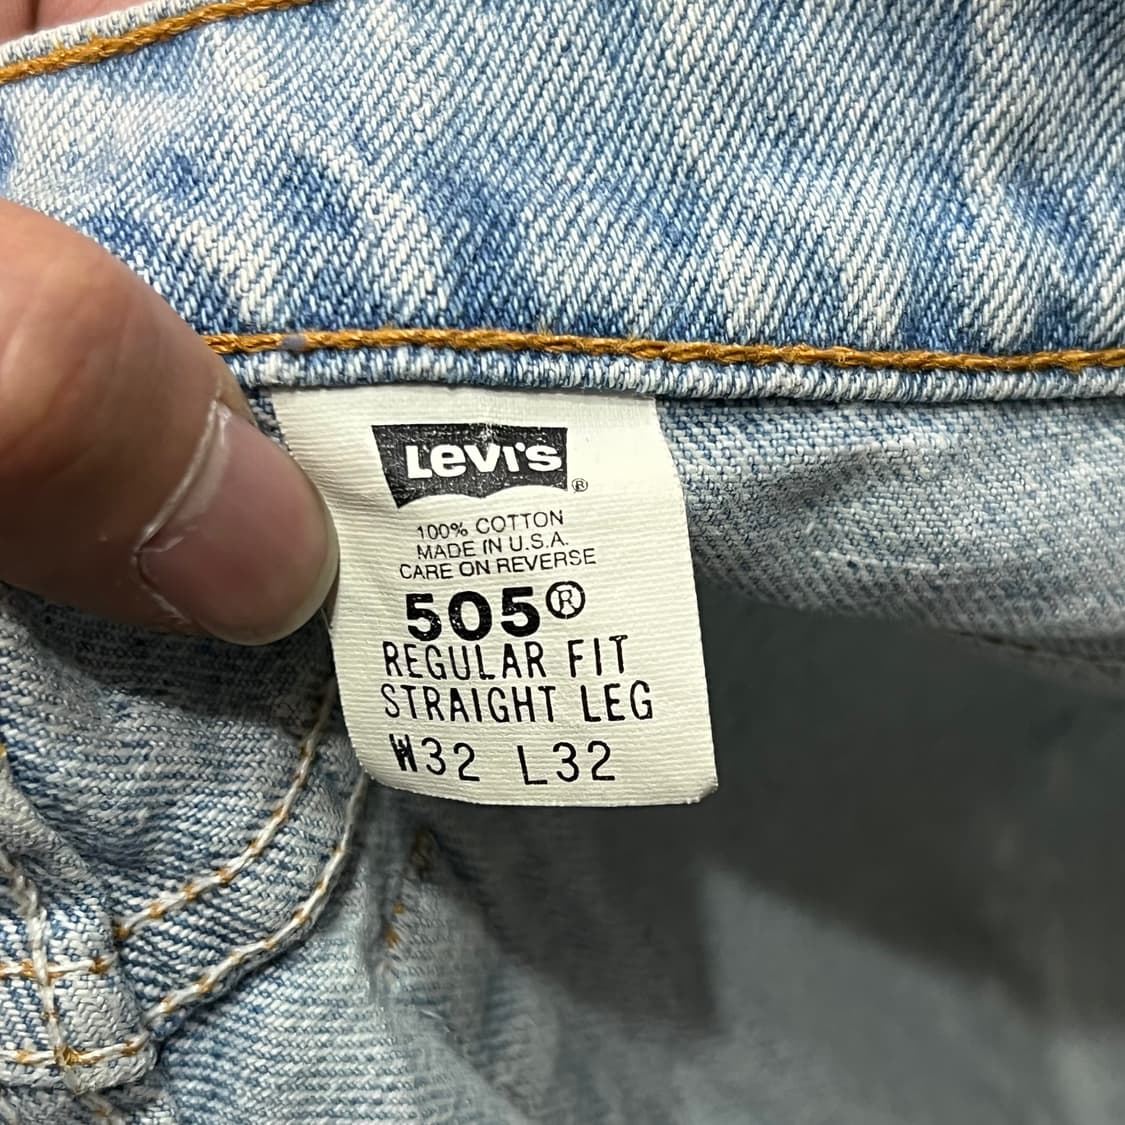 Levi's ®
100% COTTON
MADE IN U.S.A.
CARE ON REVERSE
505®
REGULAR FIT
STRAIGHT LEG
W32 L32